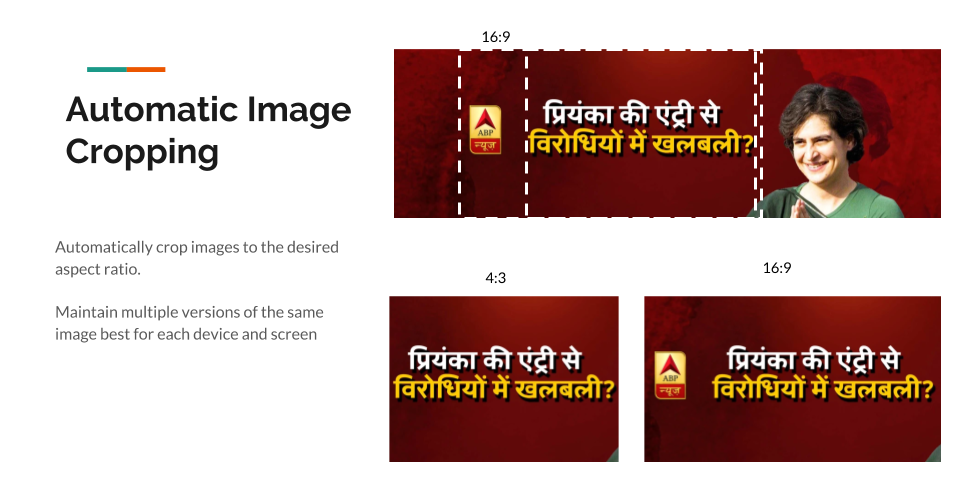 16:9
Automatic Image
Cropping
ABP
न्यूज़
प्रियंका की एंट्री से
विरोधियों में खलबली?
Automatically crop images to the desired
aspect ratio.
Maintain multiple versions of the same
image best for each device and screen
4:3
16:9
प्रियंका की एंट्री से
विरोधियों में खलबली?
ABP
न्यूज़
प्रियंका की एंट्री से
विरोधियों में खलबली?